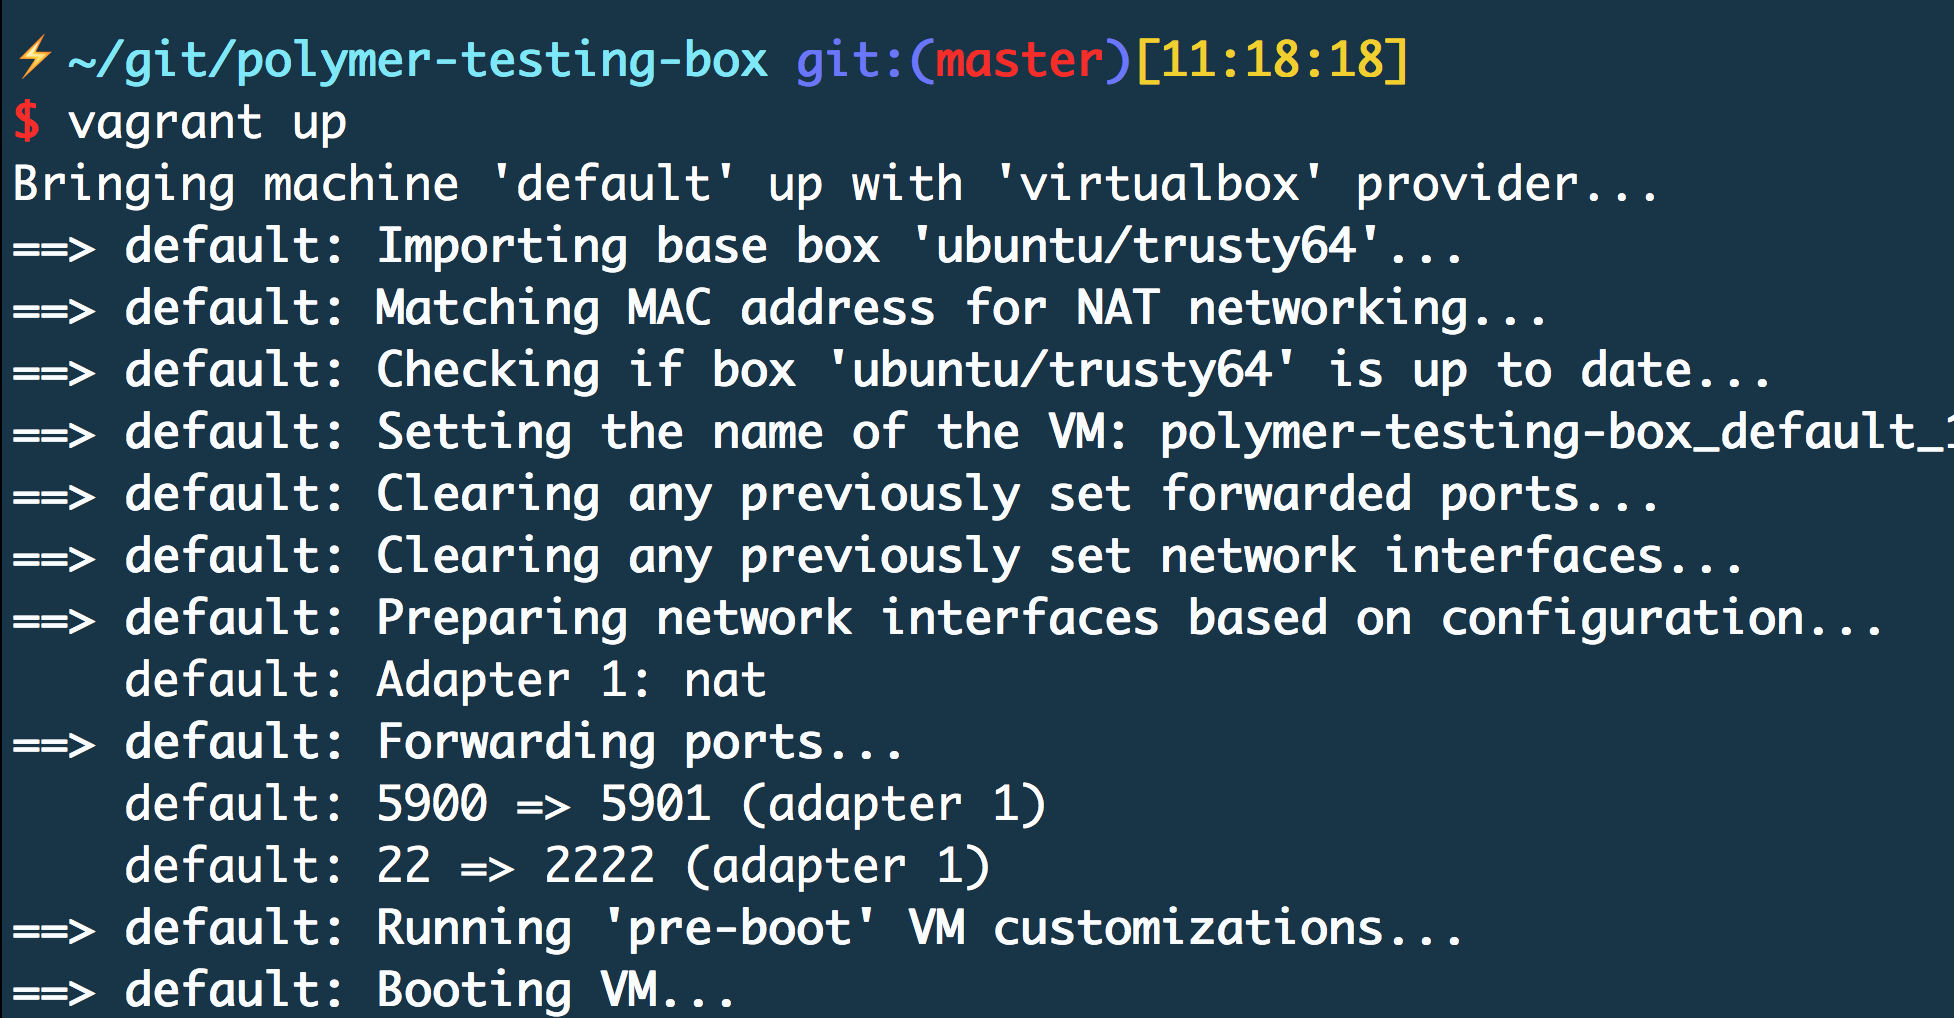 ⚡ ~/git/polymer-testing-box git:(master)[11:18:18]
$ vagrant up
Bringing machine 'default' up with 'virtualbox' provider...
==> default: Importing base box 'ubuntu/trusty64'...
==> default: Matching MAC address for NAT networking...
==> default: Checking if box 'ubuntu/trusty64' is up to date...
==> default: Setting the name of the VM: polymer-testing-box_default_1
==> default: Clearing any previously set forwarded ports...
==> default: Clearing any previously set network interfaces...
==> default: Preparing network interfaces based on configuration...
    default: Adapter 1: nat
==> default: Forwarding ports...
    default: 5900 => 5901 (adapter 1)
    default: 22 => 2222 (adapter 1)
==> default: Running 'pre-boot' VM customizations...
==> default: Booting VM...